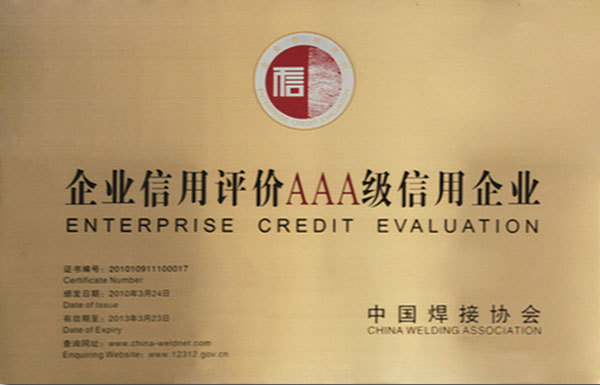 信
ENTERPRISE CREDIT EVALUATION
企业信用评价AAA级信用企业
ENTERPRISE CREDIT EVALUATION
证书编号：201010911100017
Certificate Number
颁发日期：2010年3月24日
Date of Issue
有效期至：2013年3月23日
Date of Expiry
查询网址：www.china-weldnet.com
Enquiring Website：www.12312.gov.cn
中国焊接协会
CHINA WELDING ASSOCIATION